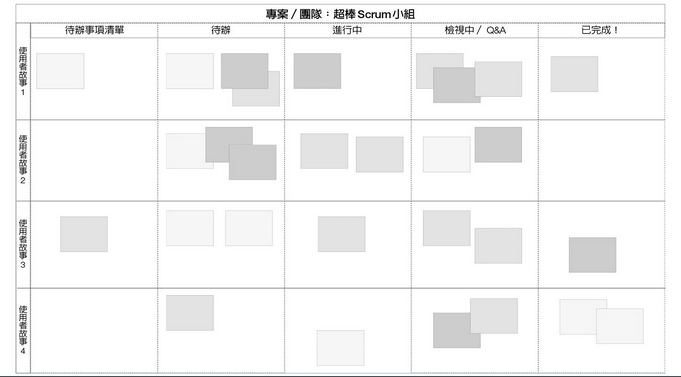 專案／團隊：超棒Scrum小組
待辦事項清單
待辦
進行中
檢視中／ Q&A
已完成！
使用者故事1
使用者故事2
使用者故事3
使用者故事4